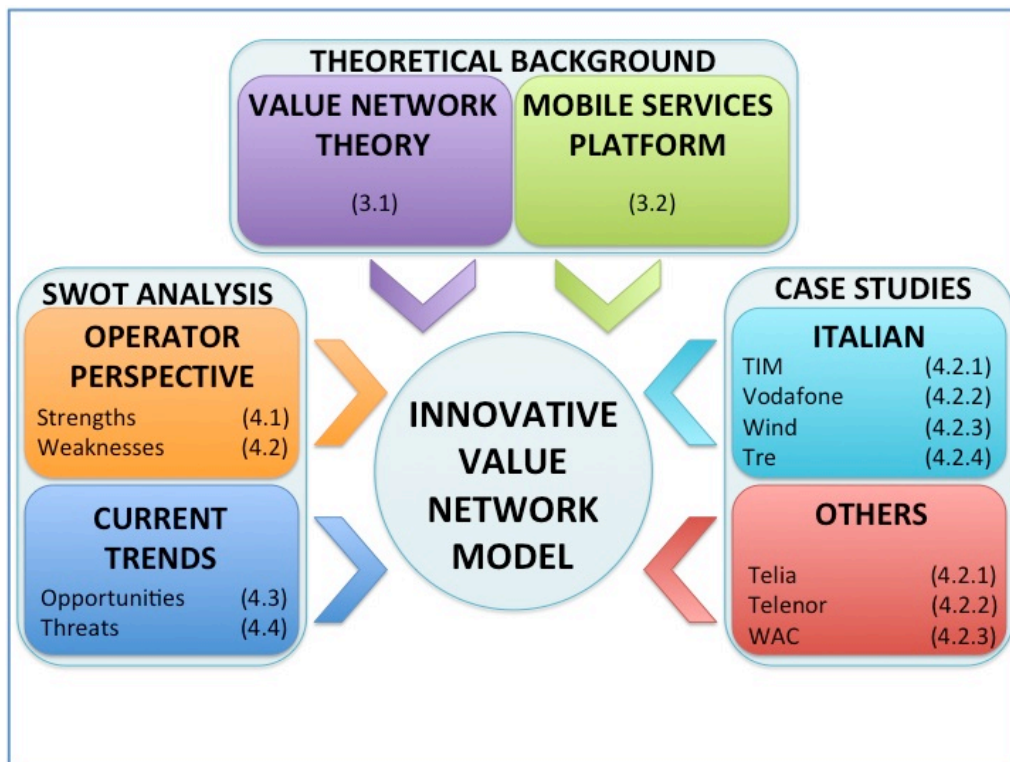 THEORETICAL BACKGROUND
VALUE NETWORK
THEORY
(3.1)
MOBILE SERVICES
PLATFORM
(3.2)
SWOT ANALYSIS
OPERATOR
PERSPECTIVE
Strengths (4.1)
Weaknesses (4.2)
CURRENT
TRENDS
Opportunities (4.3)
Threats (4.4)
INNOVATIVE
VALUE
NETWORK
MODEL
CASE STUDIES
ITALIAN
TIM (4.2.1)
Vodafone (4.2.2)
Wind (4.2.3)
Tre (4.2.4)
OTHERS
Telia (4.2.1)
Telenor (4.2.2)
WAC (4.2.3)